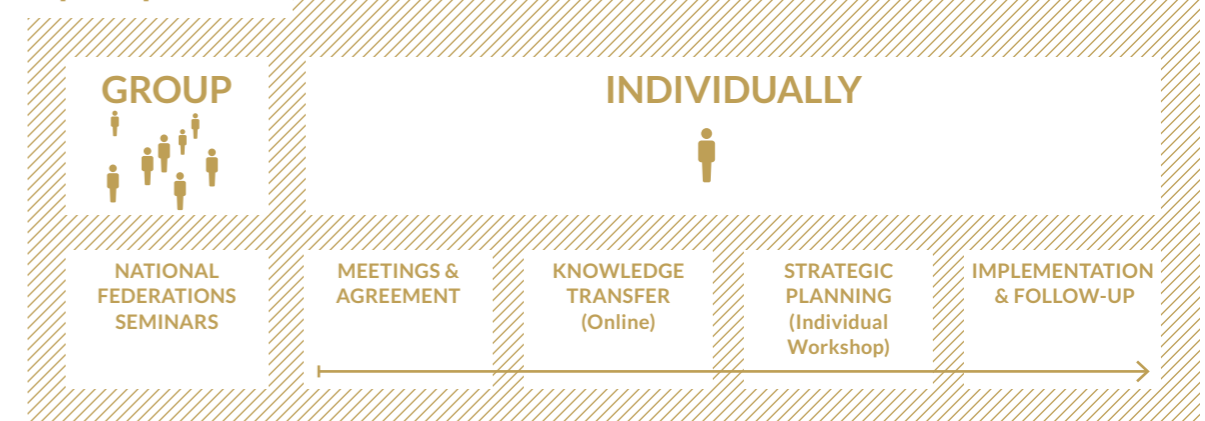 GROUP
INDIVIDUALLY
NATIONAL
FEDERATIONS
SEMINARS
MEETINGS &
AGREEMENT
KNOWLEDGE
TRANSFER
(Online)
STRATEGIC
PLANNING
(Individual
Workshop)
IMPLEMENTATION
& FOLLOW-UP